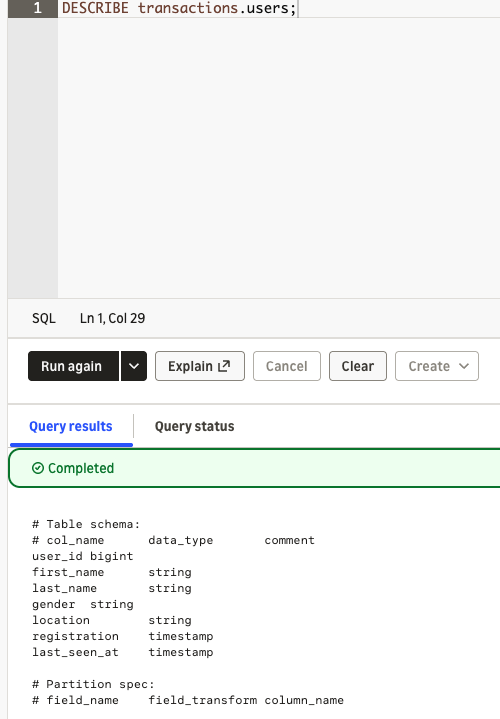 1 DESCRIBE transactions.users;
SQL Ln 1, Col 29
Run again Explain Cancel Clear Create
Query results Query status
Completed
# Table schema:
# col_name data_type comment
user_id bigint
first_name string
last_name string
gender string
location string
registration timestamp
last_seen_at timestamp
# Partition spec:
# field_name field_transform column_name